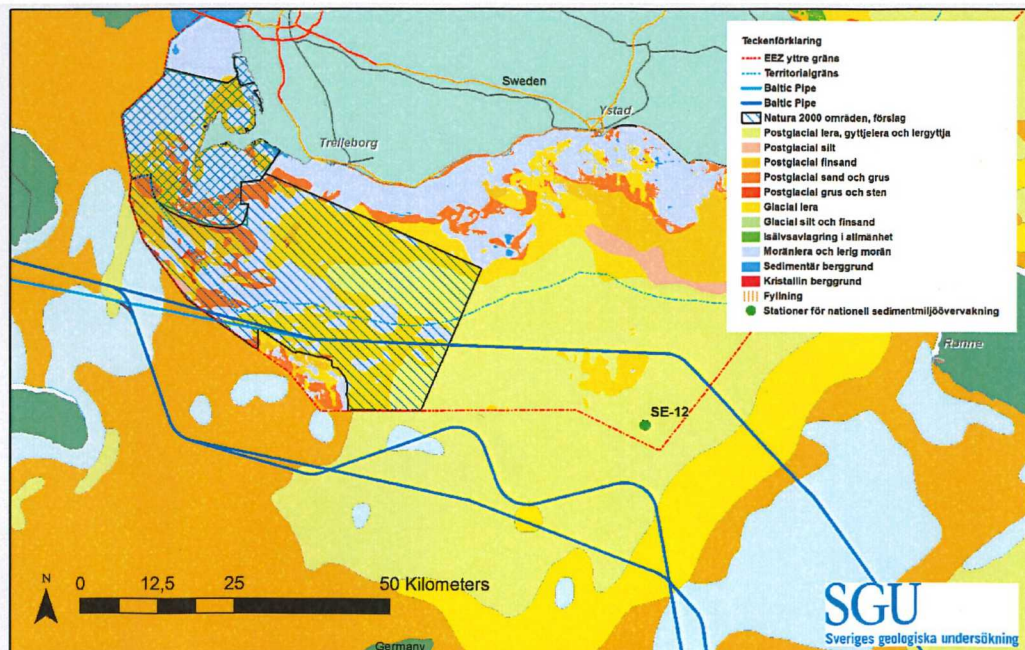 Sweden
Ystad
Trelleborg
Rønne
SE-12
Germany
Teckenförklaring
EEZ yttre gräns
Territorialgräns
Baltic Pipe
Baltic Pipe
Natura 2000 områden, förslag
Postglacial lera, gyttjelera och lergyttja
Postglacial silt
Postglacial finsand
Postglacial sand och grus
Postglacial grus och sten
Glacial lera
Glacial silt och finsand
Isälvsavlagring i allmänhet
Moränlera och lerig morän
Sedimentär berggrund
Kristallin berggrund
Fyllning
Stationer för nationell sedimentmiljöövervakning
N
0 12,5 25 50 Kilometers
SGU
Sveriges geologiska undersökning